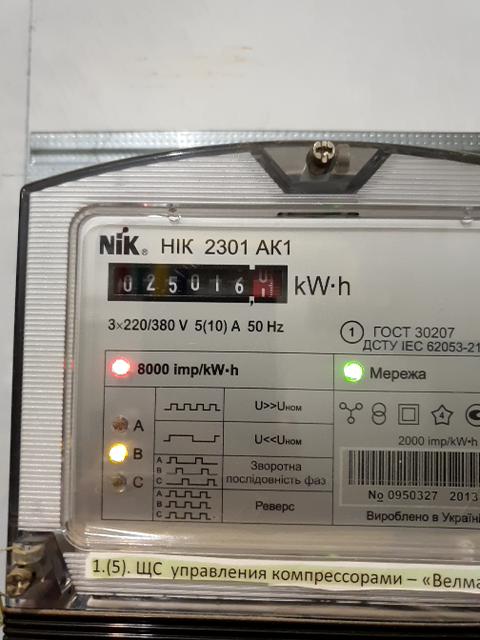 NiK® НІК 2301 АК1
025016 kW·h
3×220/380 V 5(10) A 50 Hz
1 ГОСТ 30207
ДСТУ IEC 62053-21
8000 imp/kW·h
Мережа
U>>Uном
A
B
C
U<<Uном
A
B
C
Зворотна
послідовність фаз
A
B
C
Реверс
4
2000 imp/kW·h
№ 0950327 2013
Вироблено в Україні
1.(5). ЩС управления компрессорами – «Велма